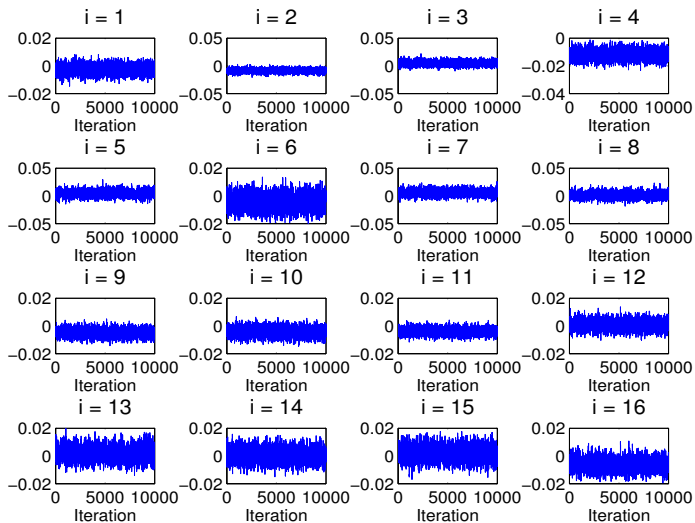 i = 1 i = 2 i = 3 i = 4
0.02 0.05 0.05 0
0 0 0 −0.02
−0.02 −0.05 −0.05 −0.04
0 5000 10000 0 5000 10000 0 5000 10000 0 5000 10000
Iteration Iteration Iteration Iteration
i = 5 i = 6 i = 7 i = 8
0.05 0.02 0.05 0.05
0 0 0 0
−0.05 −0.02 −0.05 −0.05
0 5000 10000 0 5000 10000 0 5000 10000 0 5000 10000
Iteration Iteration Iteration Iteration
i = 9 i = 10 i = 11 i = 12
0.02 0.02 0.02 0.02
0 0 0 0
−0.02 −0.02 −0.02 −0.02
0 5000 10000 0 5000 10000 0 5000 10000 0 5000 10000
Iteration Iteration Iteration Iteration
i = 13 i = 14 i = 15 i = 16
0.02 0.02 0.02 0.02
0 0 0 0
−0.02 −0.02 −0.02 −0.02
0 5000 10000 0 5000 10000 0 5000 10000 0 5000 10000
Iteration Iteration Iteration Iteration